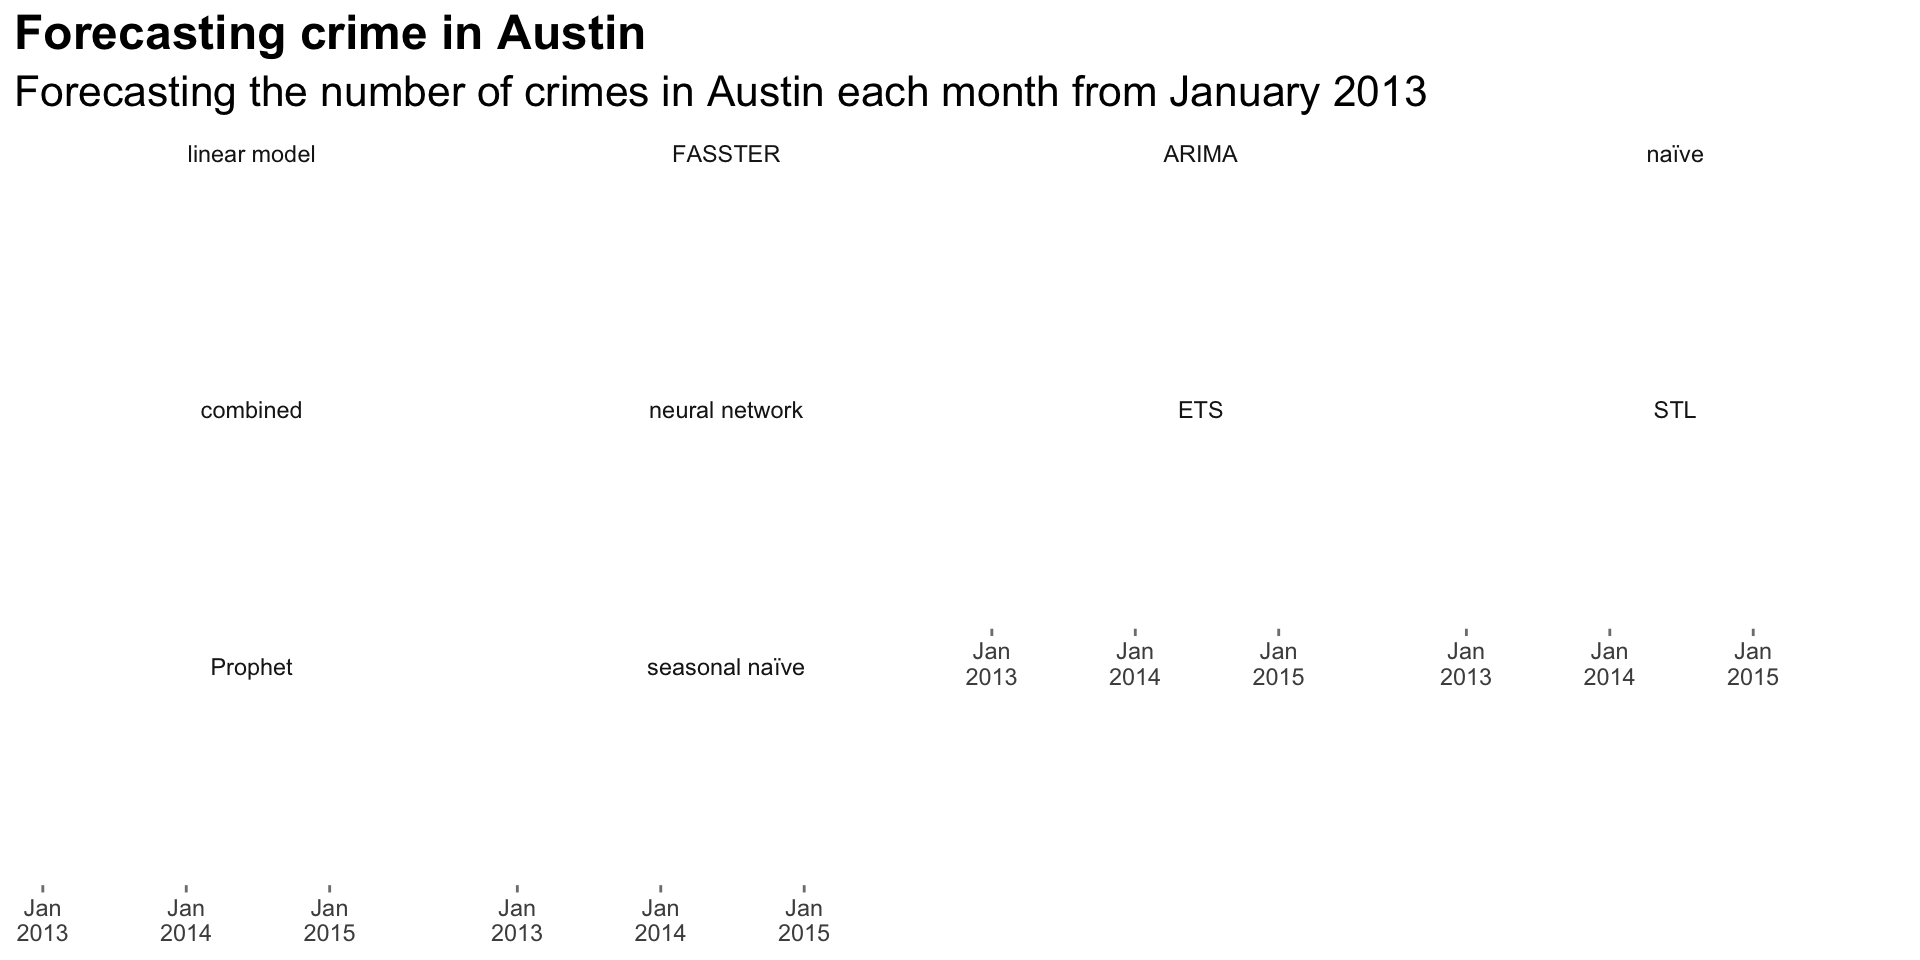 Forecasting crime in Austin
Forecasting the number of crimes in Austin each month from January 2013
linear model
FASSTER
ARIMA
naïve
combined
neural network
ETS
STL
Jan
2013
Jan
2014
Jan
2015
Jan
2013
Jan
2014
Jan
2015
Prophet
seasonal naïve
Jan
2013
Jan
2014
Jan
2015
Jan
2013
Jan
2014
Jan
2015